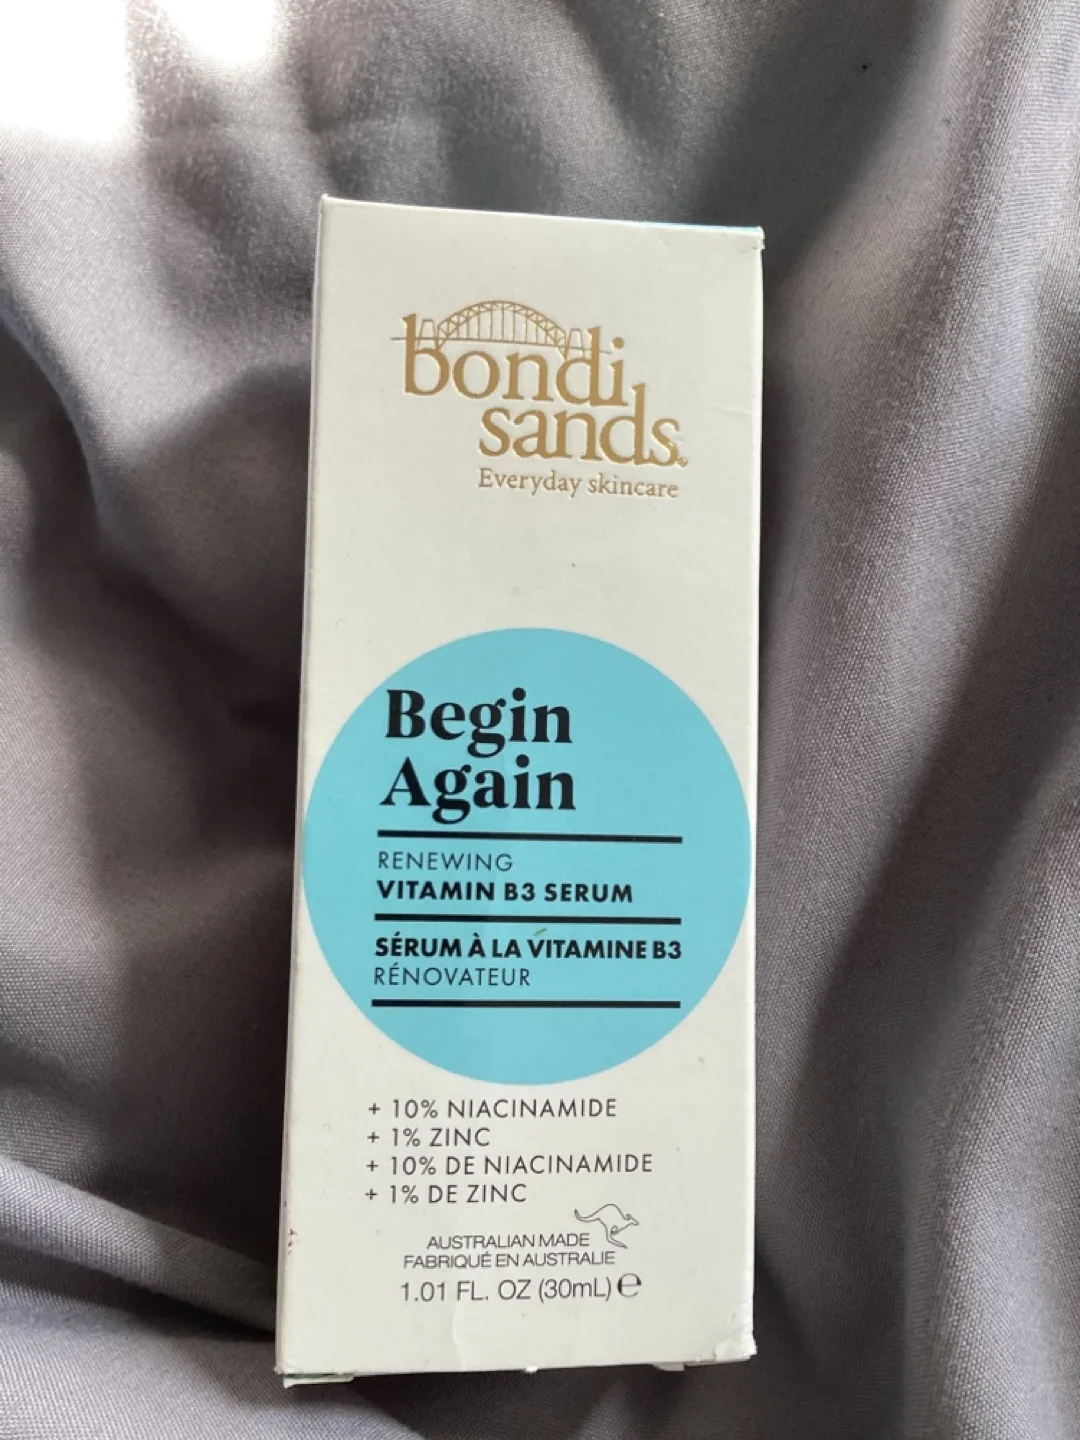 bondi
sands.
Everyday skincare
Begin
Again
RENEWING
VITAMIN B3 SERUM
SÉRUM À LA VITAMINE B3
RÉNOVATEUR
+ 10% NIACINAMIDE
+ 1% ZINC
+ 10% DE NIACINAMIDE
+ 1% DE ZINC
AUSTRALIAN MADE
FABRIQUÉ EN AUSTRALIE
1.01 FL. OZ (30mL) ℮